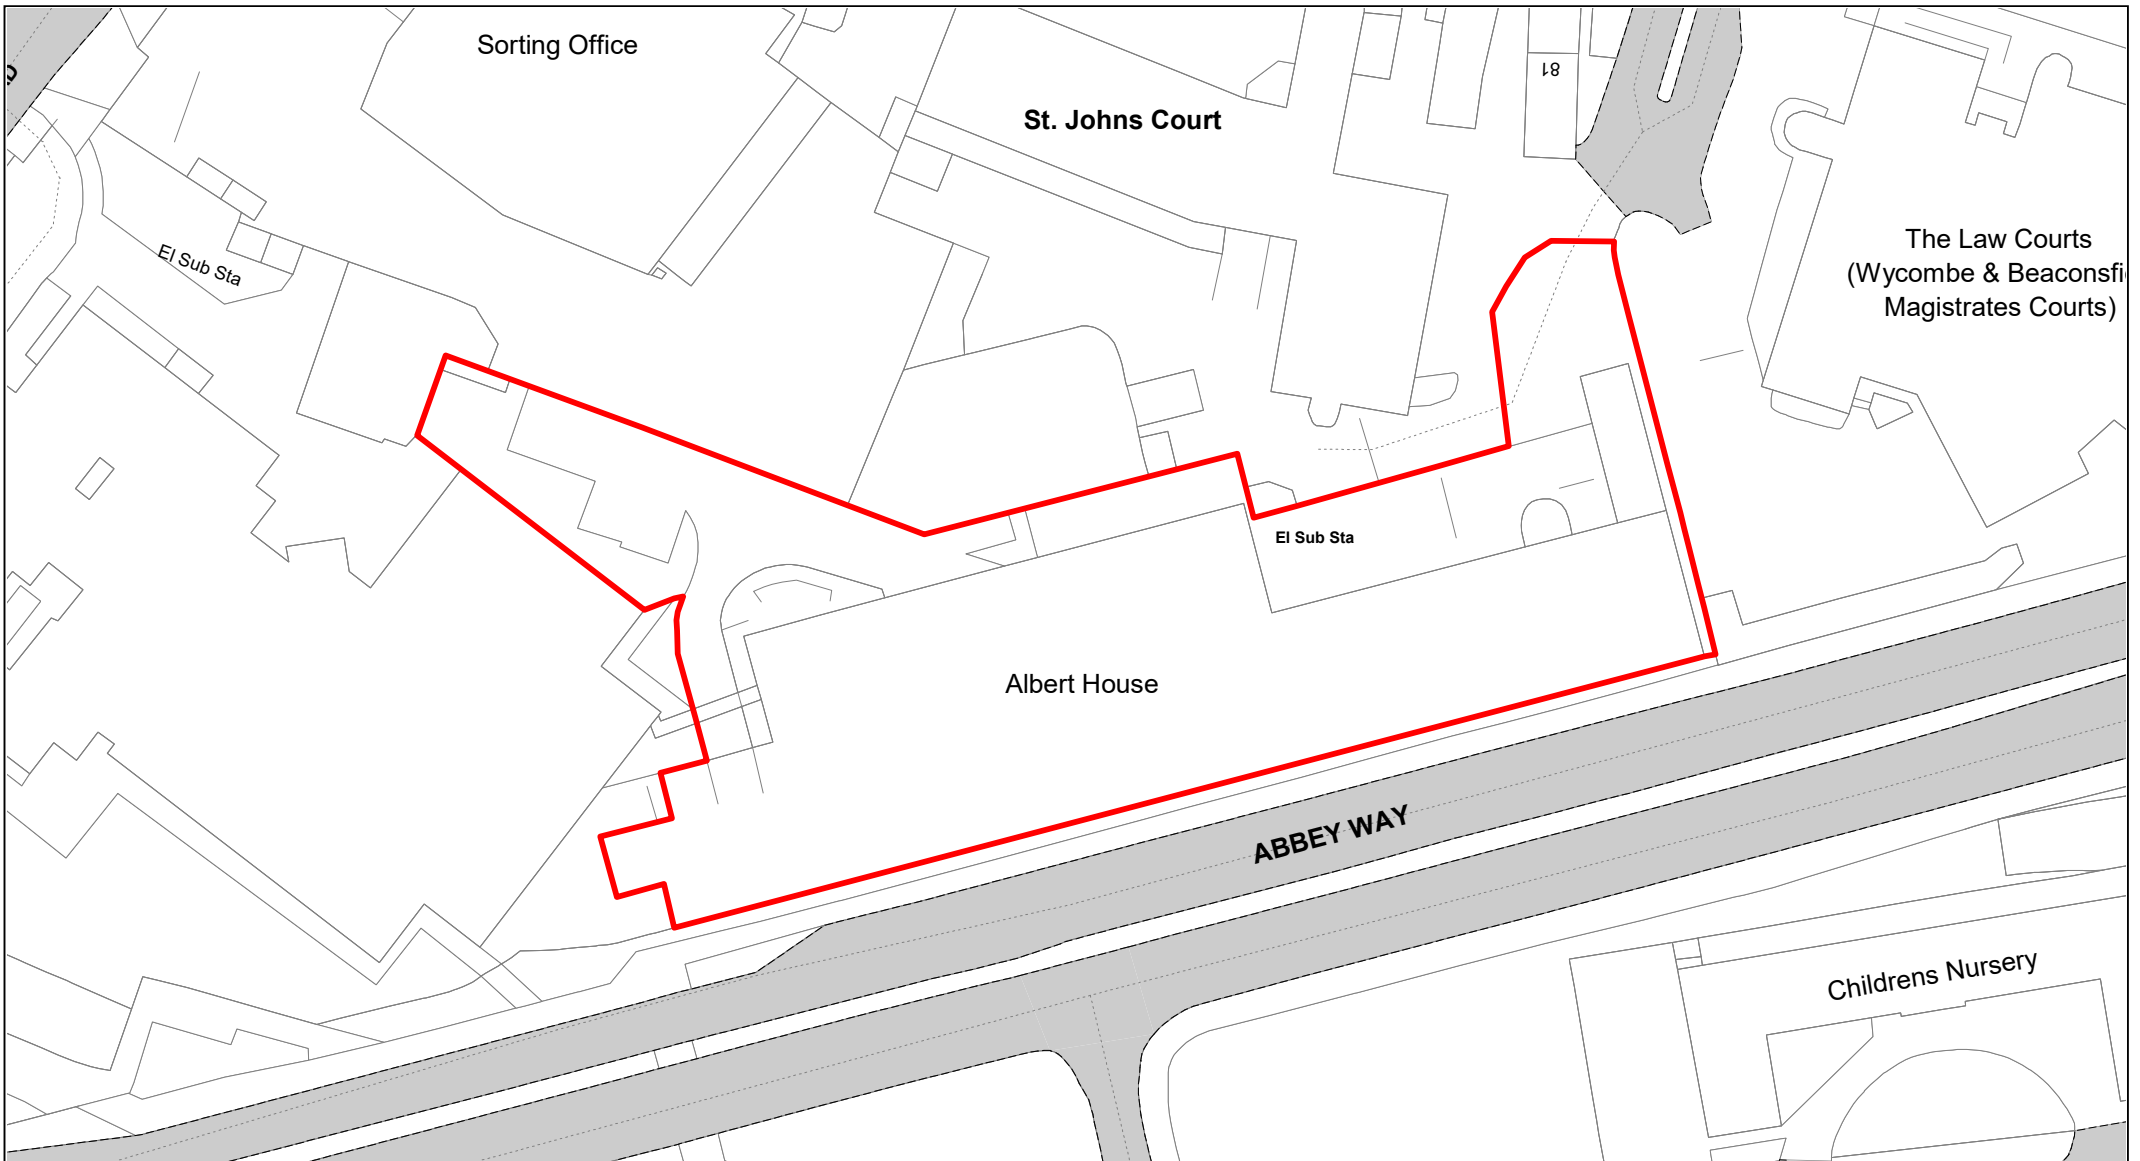 Sorting Office
81
St. Johns Court
The Law Courts
(Wycombe & Beaconsfi
Magistrates Courts)
El Sub Sta
El Sub Sta
Albert House
ABBEY WAY
Childrens Nursery